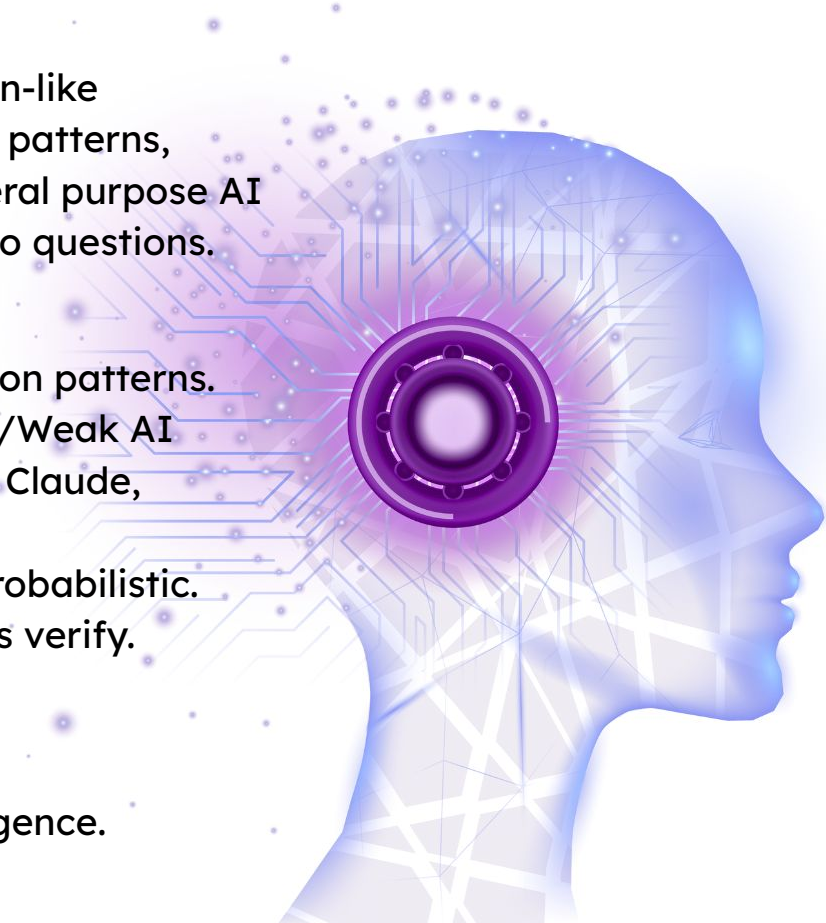 n-like
patterns,
eral purpose AI
o questions.
on patterns.
/Weak AI
Claude,
robabilistic.
s verify.
gence.